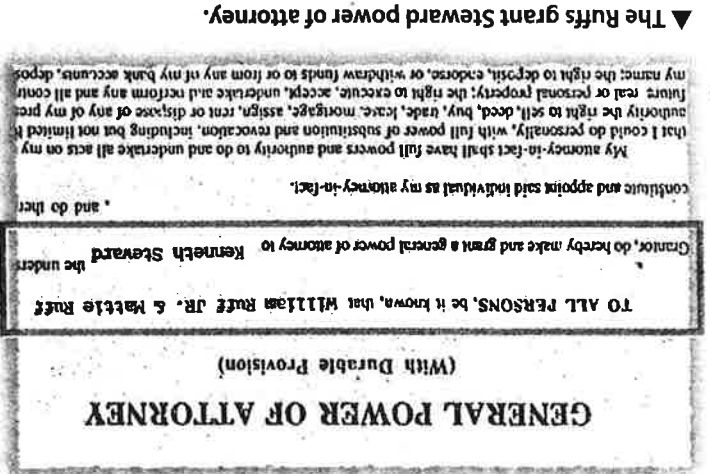 GENERAL POWER OF ATTORNEY
(With Durable Provision)
TO ALL PERSONS, be it known, that William Ruff JR. & Mattie Ruff
the unders
Grantor, do hereby make and grant a general power of attorney to Kenneth Steward
, and do ther
constitute and appoint said individual as my attorney-in-fact.
My attorney-in-fact shall have full powers and authority to do and undertake all acts on my
that I could do personally, with full power of substitution and revocation, including but not limited
authority the right to sell, deed, buy, trade, lease, mortgage, assign, rent or dispose of any of my pres
future real or personal property; the right to execute, accept, undertake and perform any and all contr
my name; the right to deposit, endorse, or withdraw funds to or from any of my bank accounts, depos
▲ The Ruffs grant Steward power of attorney.